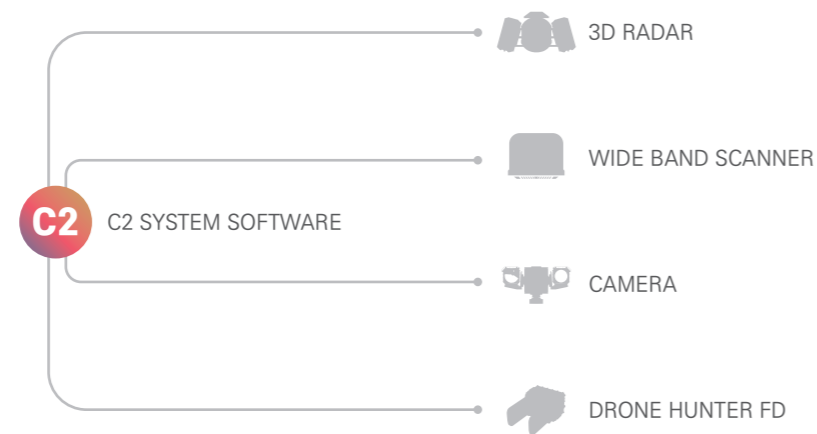 3D RADAR
WIDE BAND SCANNER
C2
C2 SYSTEM SOFTWARE
CAMERA
DRONE HUNTER FD